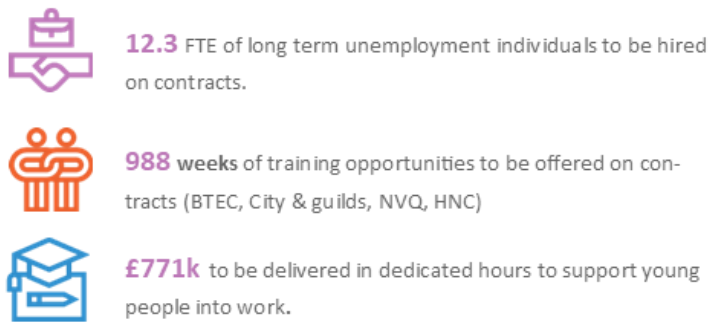 12.3 FTE of long term unemployment individuals to be hired
on contracts.
988 weeks of training opportunities to be offered on con-
tracts (BTEC, City & guilds, NVQ, HNC)
£771k to be delivered in dedicated hours to support young
people into work.